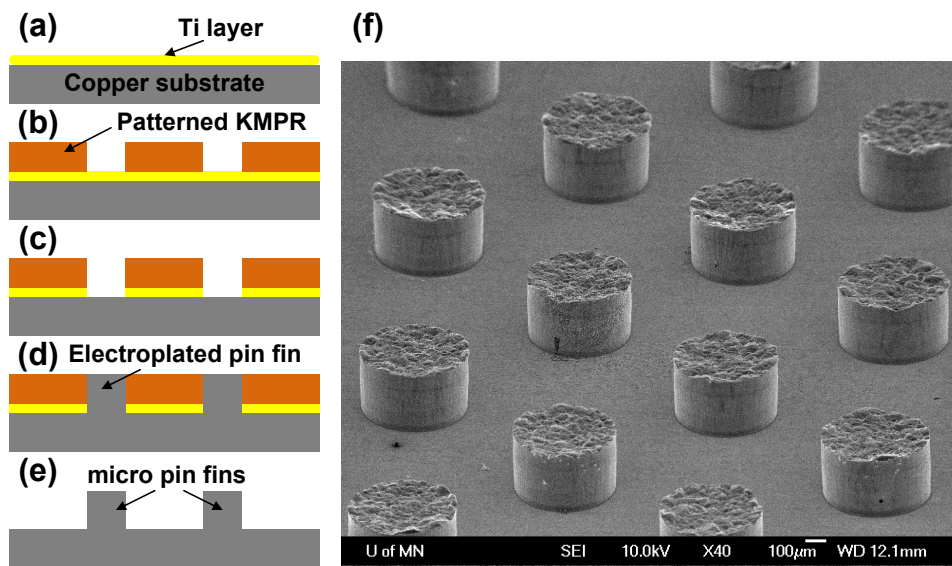 (a)
Ti layer
Copper substrate
(b)
Patterned KMPR
(c)
(d)
Electroplated pin fin
(e)
micro pin fins
(f)
U of MN SEI 10.0kV X40 100μm WD 12.1mm